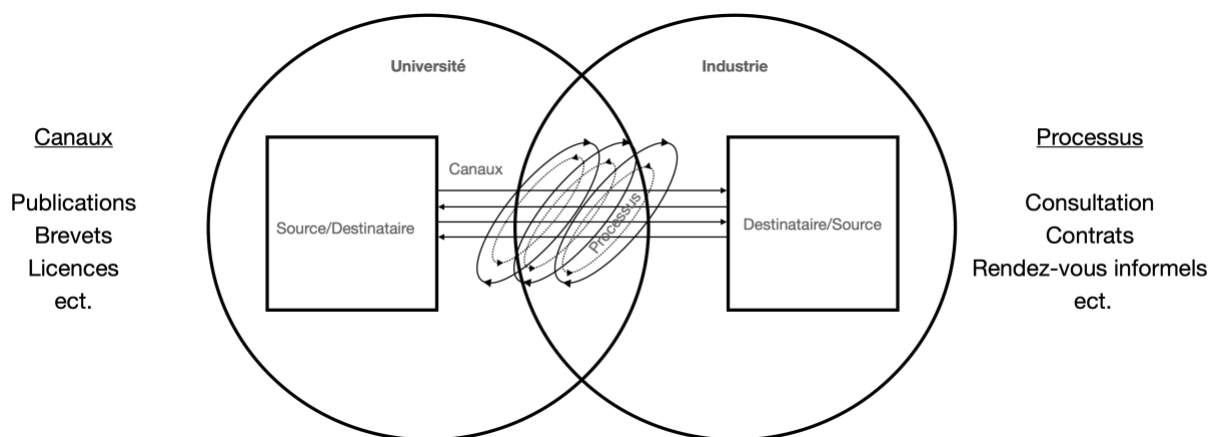 Université
Industrie
Canaux
Publications
Brevets
Licences
ect.
Canaux
Source/Destinataire
Processus
Destinataire/Source
Processus
Consultation
Contrats
Rendez-vous informels
ect.